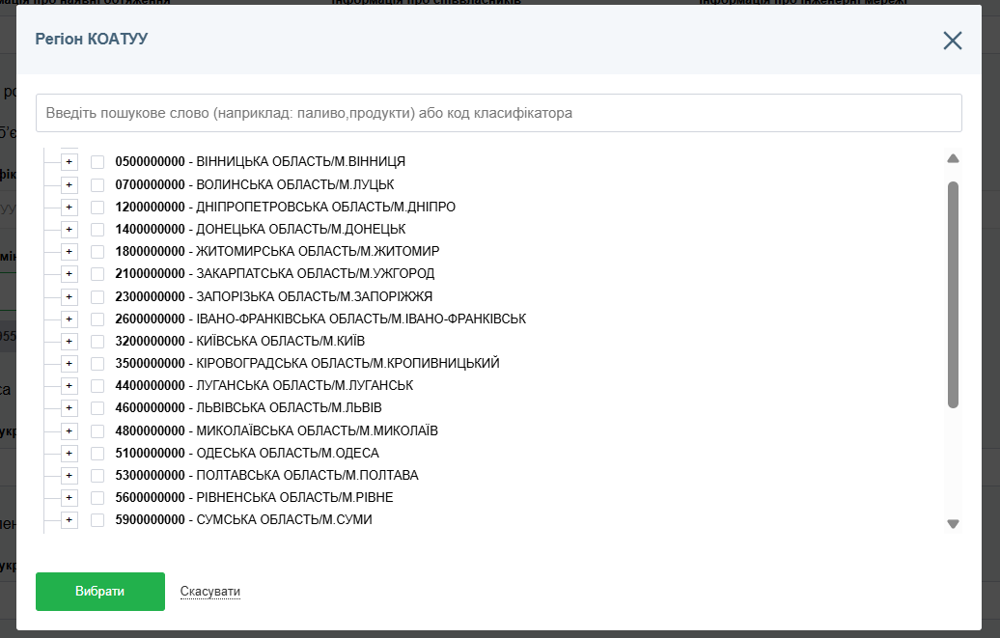 Інформація про співвласників
Регіон КОАТУУ
Введіть пошукове слово (наприклад: паливо,продукти) або код класифікатора
+ 0500000000 - ВІННИЦЬКА ОБЛАСТЬ/М.ВІННИЦЯ
+ 0700000000 - ВОЛИНСЬКА ОБЛАСТЬ/М.ЛУЦЬК
+ 1200000000 - ДНІПРОПЕТРОВСЬКА ОБЛАСТЬ/М.ДНІПРО
+ 1400000000 - ДОНЕЦЬКА ОБЛАСТЬ/М.ДОНЕЦЬК
+ 1800000000 - ЖИТОМИРСЬКА ОБЛАСТЬ/М.ЖИТОМИР
+ 2100000000 - ЗАКАРПАТСЬКА ОБЛАСТЬ/М.УЖГОРОД
+ 2300000000 - ЗАПОРІЗЬКА ОБЛАСТЬ/М.ЗАПОРІЖЖЯ
+ 2600000000 - ІВАНО-ФРАНКІВСЬКА ОБЛАСТЬ/М.ІВАНО-ФРАНКІВСЬК
+ 3200000000 - КИЇВСЬКА ОБЛАСТЬ/М.КИЇВ
+ 3500000000 - КІРОВОГРАДСЬКА ОБЛАСТЬ/М.КРОПИВНИЦЬКИЙ
+ 4400000000 - ЛУГАНСЬКА ОБЛАСТЬ/М.ЛУГАНСЬК
+ 4600000000 - ЛЬВІВСЬКА ОБЛАСТЬ/М.ЛЬВІВ
+ 4800000000 - МИКОЛАЇВСЬКА ОБЛАСТЬ/М.МИКОЛАЇВ
+ 5100000000 - ОДЕСЬКА ОБЛАСТЬ/М.ОДЕСА
+ 5300000000 - ПОЛТАВСЬКА ОБЛАСТЬ/М.ПОЛТАВА
+ 5600000000 - РІВНЕНСЬКА ОБЛАСТЬ/М.РІВНЕ
+ 5900000000 - СУМСЬКА ОБЛАСТЬ/М.СУМИ
Вибрати
Скасувати